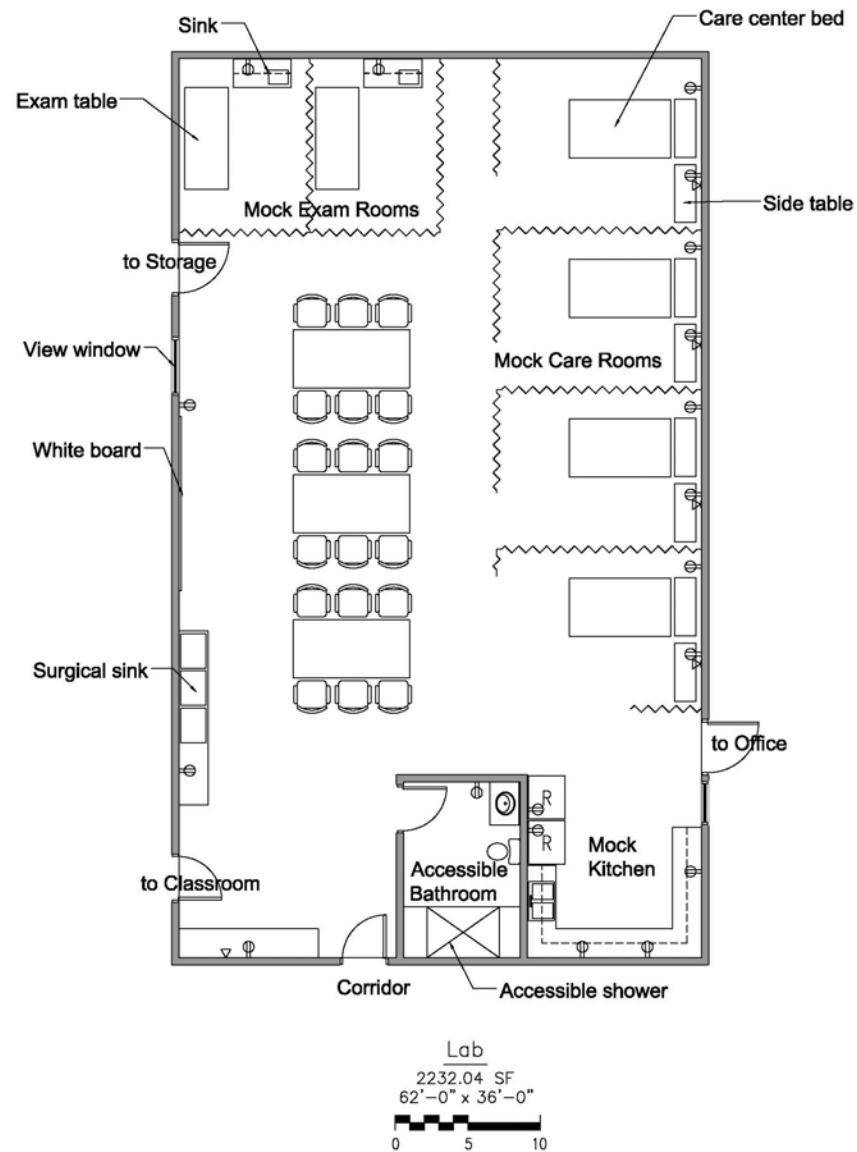 Sink
Care center bed
Exam table
Mock Exam Rooms
Side table
to Storage
View window
Mock Care Rooms
White board
Surgical sink
to Office
R
R
Mock
Kitchen
Accessible
Bathroom
to Classroom
Corridor
Accessible shower
Lab
2232.04 SF
62'-0" x 36'-0"
0 5 10